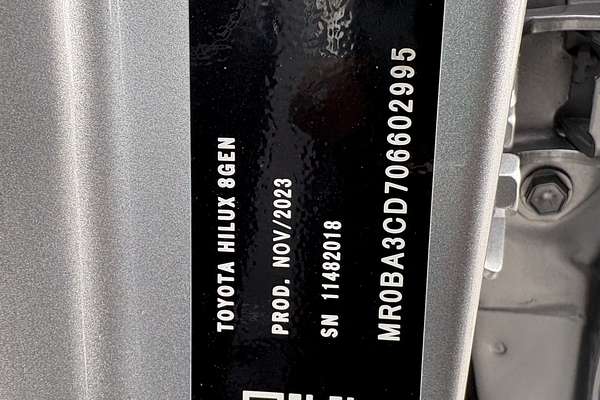 TOYOTA HILUX 8GEN
PROD. NOV/2023
SN 11482018
MR0BA3CD706602995